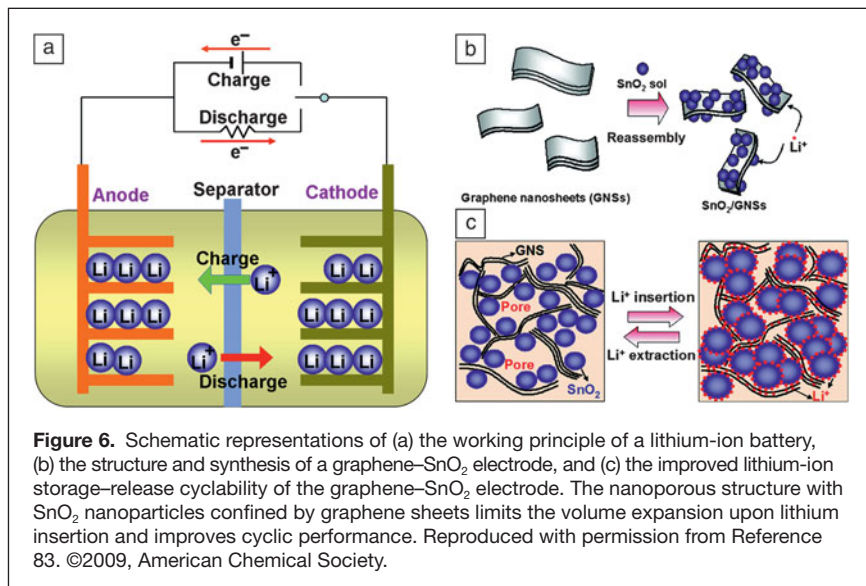 a
e⁻
Charge
Discharge
e⁻
Anode
Separator
Cathode
Li Li Li
Li Li
Charge
Li⁺
Li Li Li
Li Li Li
Li Li
Li⁺
Li Li Li
Discharge
b
SnO₂ sol
Reassembly
Li⁺
Graphene nanosheets (GNSs)
SnO₂/GNSs
c
GNS
Pore
Pore
SnO₂
Li⁺ insertion
Li⁺ extraction
Li⁺
Figure 6. Schematic representations of (a) the working principle of a lithium-ion battery,
(b) the structure and synthesis of a graphene–SnO₂ electrode, and (c) the improved lithium-ion
storage–release cyclability of the graphene–SnO₂ electrode. The nanoporous structure with
SnO₂ nanoparticles confined by graphene sheets limits the volume expansion upon lithium
insertion and improves cyclic performance. Reproduced with permission from Reference
83. ©2009, American Chemical Society.